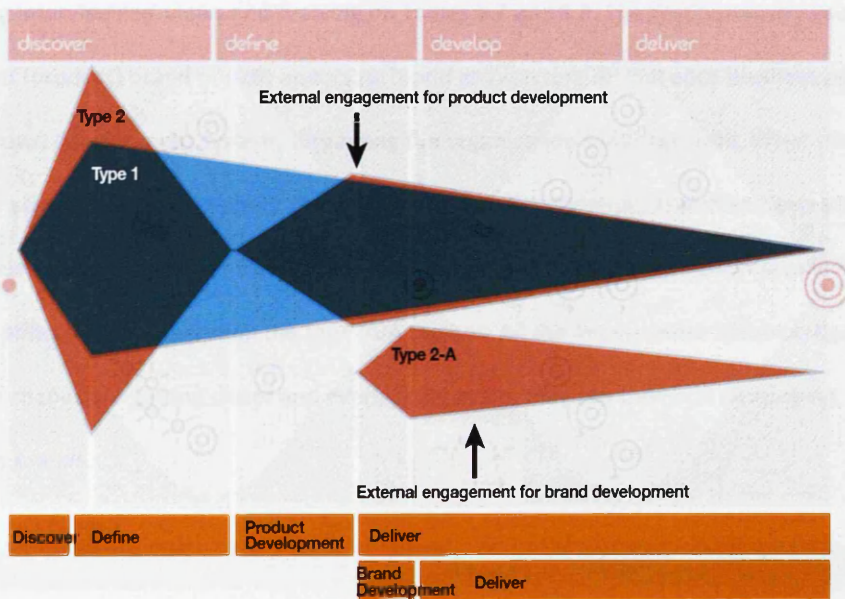 discover
define
develop
deliver
External engagement for product development
Type 2
Type 1
Type 2-A
External engagement for brand development
Discover
Define
Product
Development
Deliver
Brand
Development
Deliver